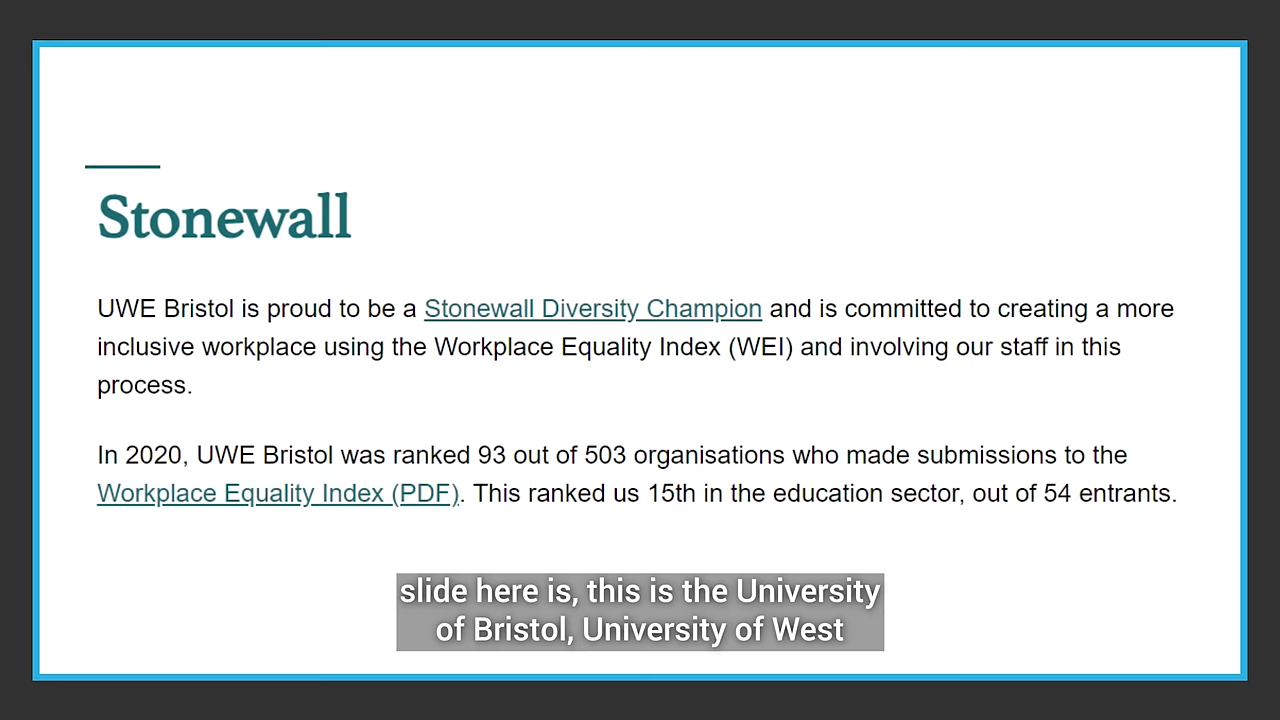 Stonewall
UWE Bristol is proud to be a Stonewall Diversity Champion and is committed to creating a more
inclusive workplace using the Workplace Equality Index (WEI) and involving our staff in this
process.
In 2020, UWE Bristol was ranked 93 out of 503 organisations who made submissions to the
Workplace Equality Index (PDF). This ranked us 15th in the education sector, out of 54 entrants.
slide here is, this is the University
of Bristol, University of West